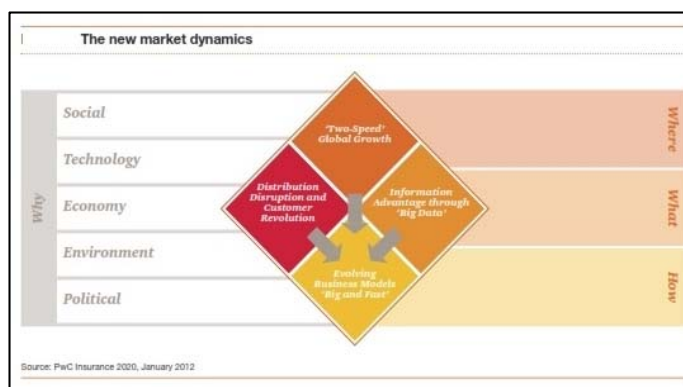 The new market dynamics
Why
Social
Technology
Economy
Environment
Political
'Two-Speed'
Global Growth
Distribution
Disruption and
Customer
Revolution
Information
Advantage through
'Big Data'
Evolving
Business Models
'Big and Fast'
Where
What
How
Source: PwC Insurance 2020, January 2012